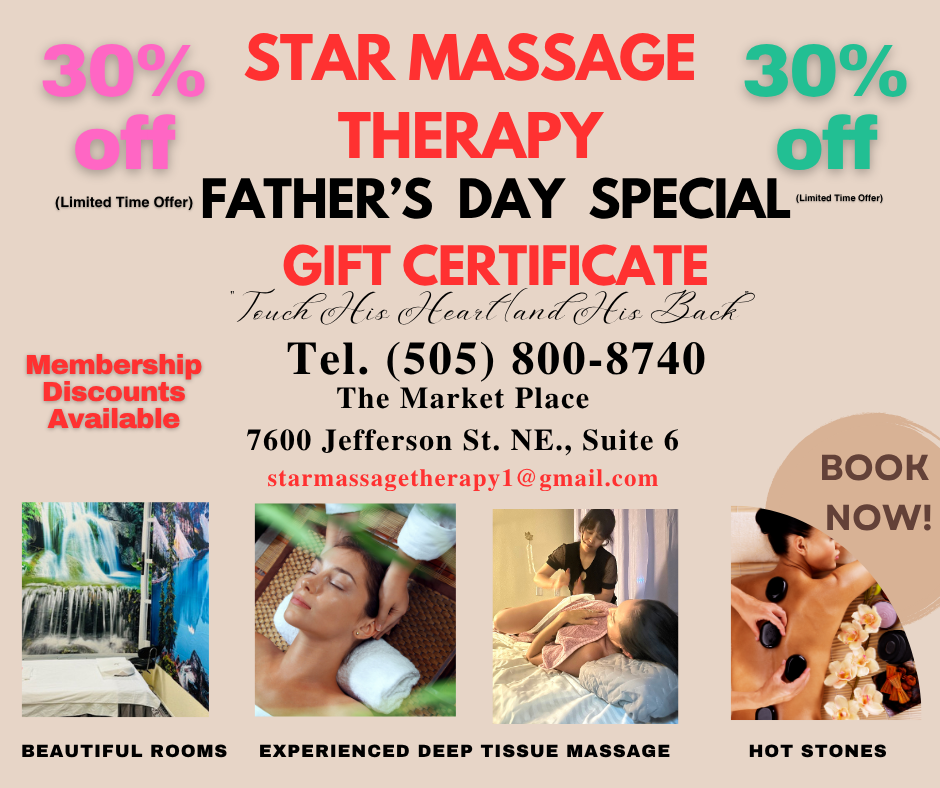 30%
off
(Limited Time Offer)
STAR MASSAGE
THERAPY
30%
off
(Limited Time Offer)
FATHER’S DAY SPECIAL
GIFT CERTIFICATE
"Touch His Heart (and His Back"
Tel. (505) 800-8740
The Market Place
7600 Jefferson St. NE., Suite 6
starmassagetherapy1@gmail.com
Membership
Discounts
Available
BOOK
NOW!
BEAUTIFUL ROOMS
EXPERIENCED DEEP TISSUE MASSAGE
HOT STONES